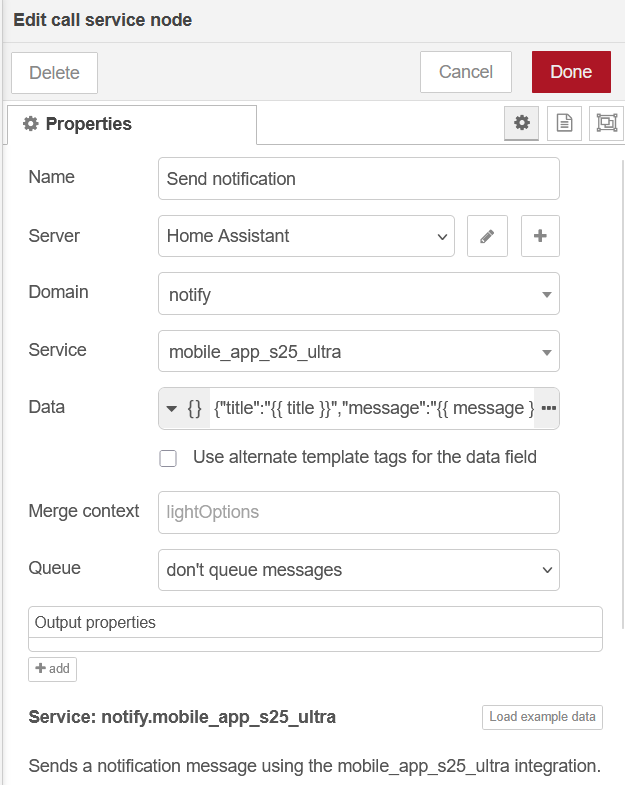 Edit call service node
Delete
Cancel
Done
Properties
Name
Send notification
Server
Home Assistant
Domain
notify
Service
mobile_app_s25_ultra
Data
{} {"title":"{{ title }}","message":"{{ message }
Use alternate template tags for the data field
Merge context
lightOptions
Queue
don't queue messages
Output properties
+ add
Service: notify.mobile_app_s25_ultra
Load example data
Sends a notification message using the mobile_app_s25_ultra integration.